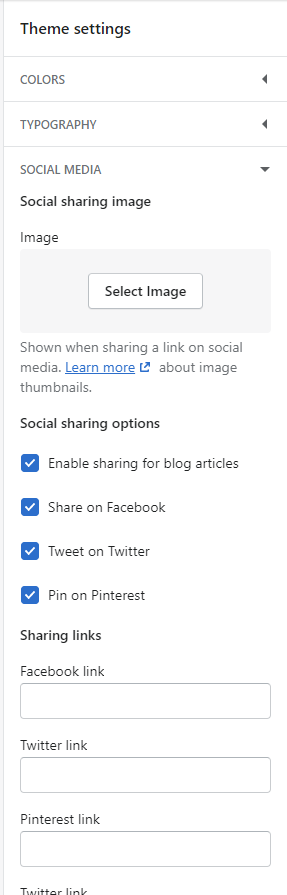 Theme settings
COLORS
TYPOGRAPHY
SOCIAL MEDIA
Social sharing image
Image
Select Image
Shown when sharing a link on social
media. Learn more about image
thumbnails.
Social sharing options
Enable sharing for blog articles
Share on Facebook
Tweet on Twitter
Pin on Pinterest
Sharing links
Facebook link
Twitter link
Pinterest link
Twitter link